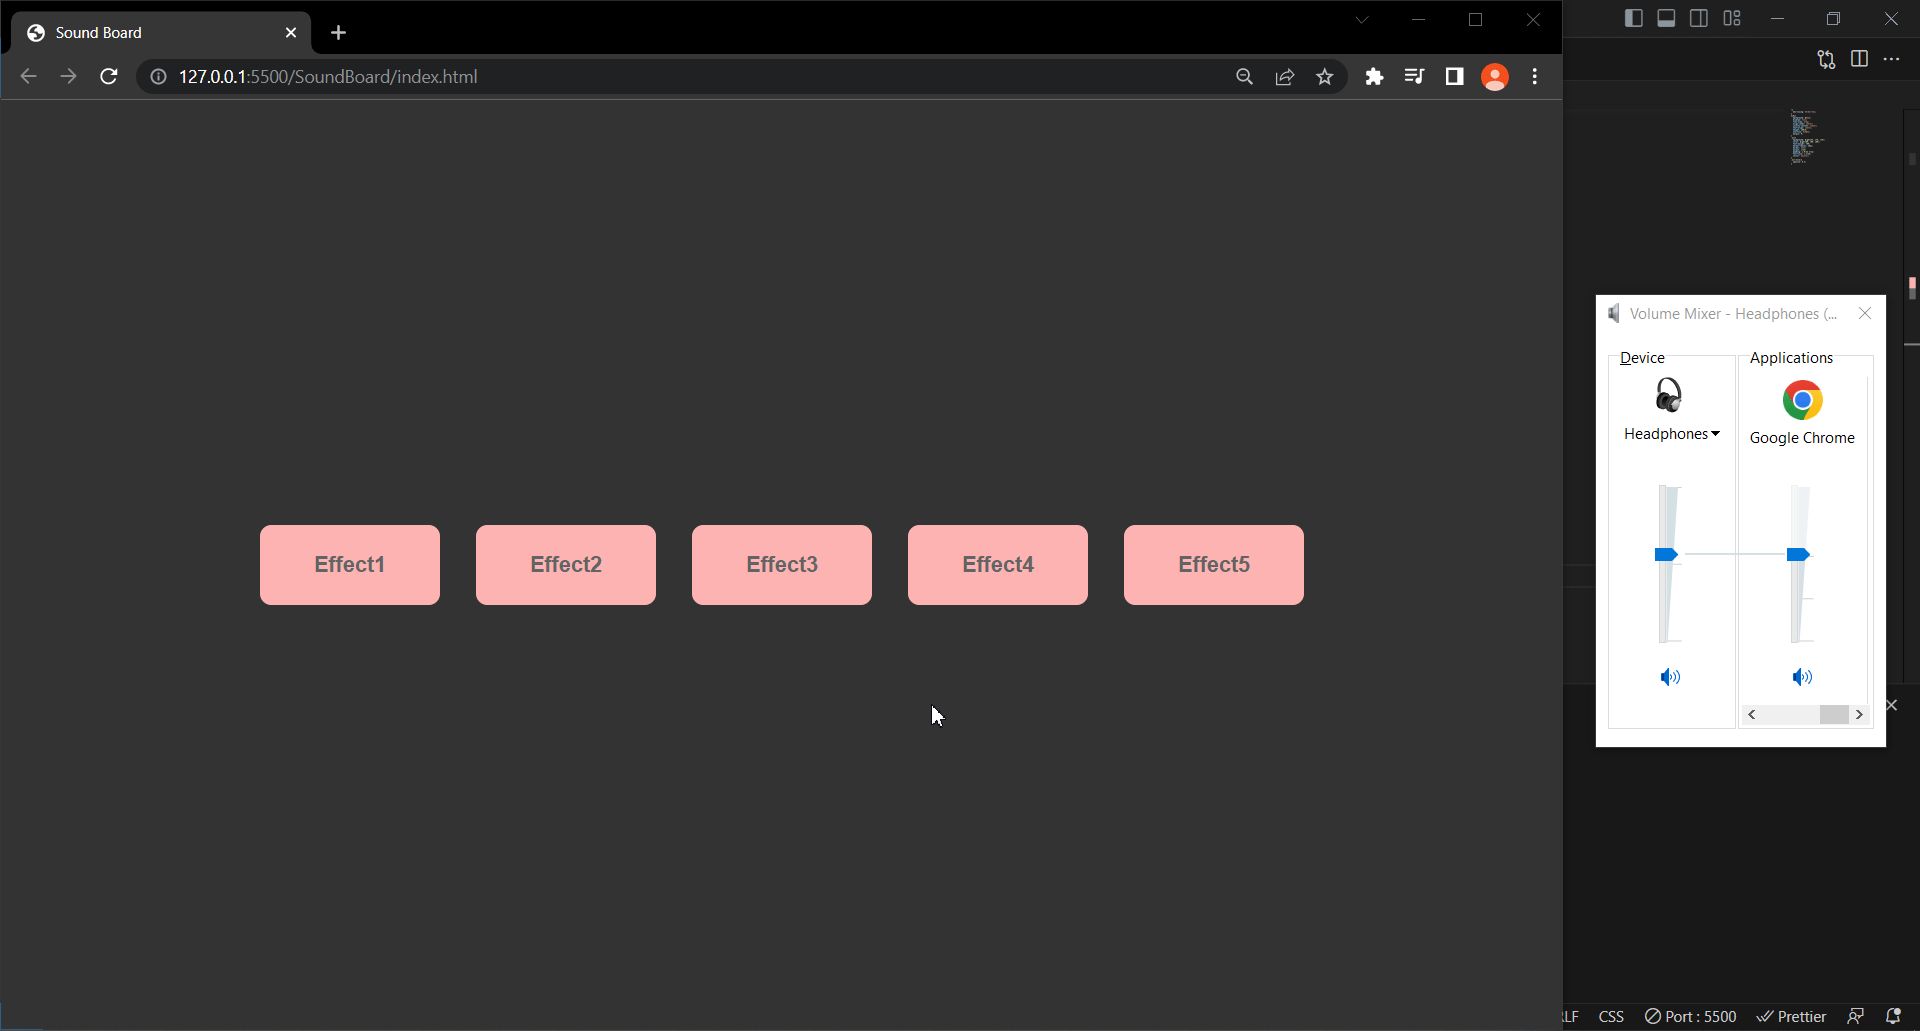 Sound Board
127.0.0.1:5500/SoundBoard/index.html
Effect1
Effect2
Effect3
Effect4
Effect5
Volume Mixer - Headphones (...
Device
Applications
Headphones
Google Chrome
CSS
Port : 5500
Prettier